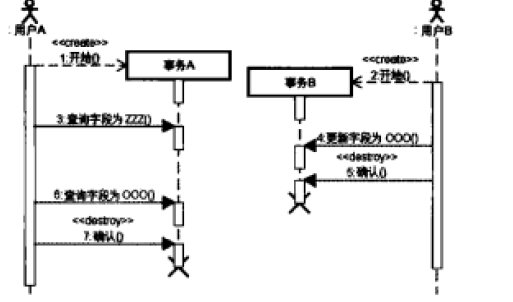 : 用户A
: 用户B
<<create>>
1:开始()
事务A
<<create>>
2:开始()
事务B
3:查询字段为 ZZZ()
4:更新字段为 OOO()
<<destroy>>
5:确认()
6:查询字段为 OOO()
<<destroy>>
7:确认()